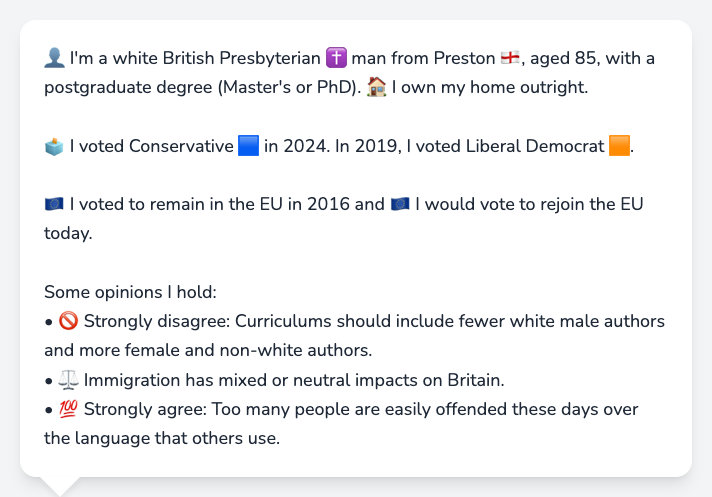 👤 I'm a white British Presbyterian ✝️ man from Preston 🏴󠁧󠁢󠁥󠁮󠁧󠁿, aged 85, with a
postgraduate degree (Master's or PhD). 🏠 I own my home outright.
🗳️ I voted Conservative 🟦 in 2024. In 2019, I voted Liberal Democrat 🟧.
🇪🇺 I voted to remain in the EU in 2016 and 🇪🇺 I would vote to rejoin the EU
today.
Some opinions I hold:
• 🚫 Strongly disagree: Curriculums should include fewer white male authors
and more female and non-white authors.
• ⚖️ Immigration has mixed or neutral impacts on Britain.
• 💯 Strongly agree: Too many people are easily offended these days over
the language that others use.